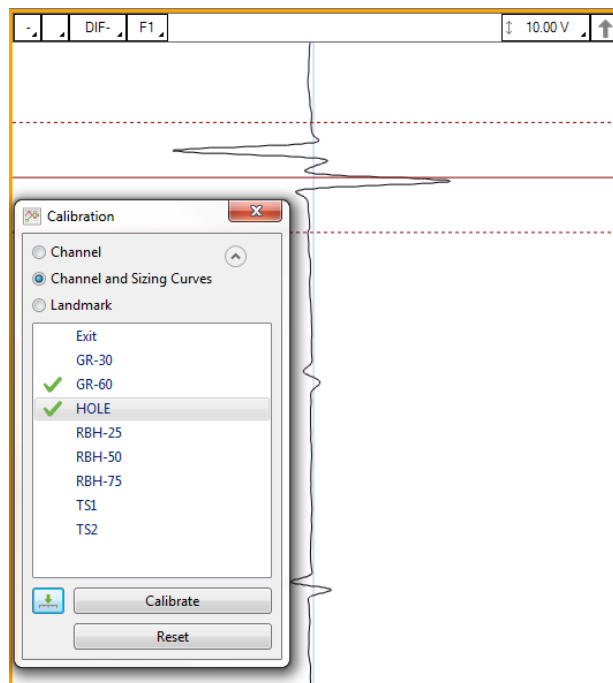 - DIF- F1 10.00 V
Calibration
Channel
Channel and Sizing Curves
Landmark
Exit
GR-30
GR-60
HOLE
RBH-25
RBH-50
RBH-75
TS1
TS2
Calibrate
Reset